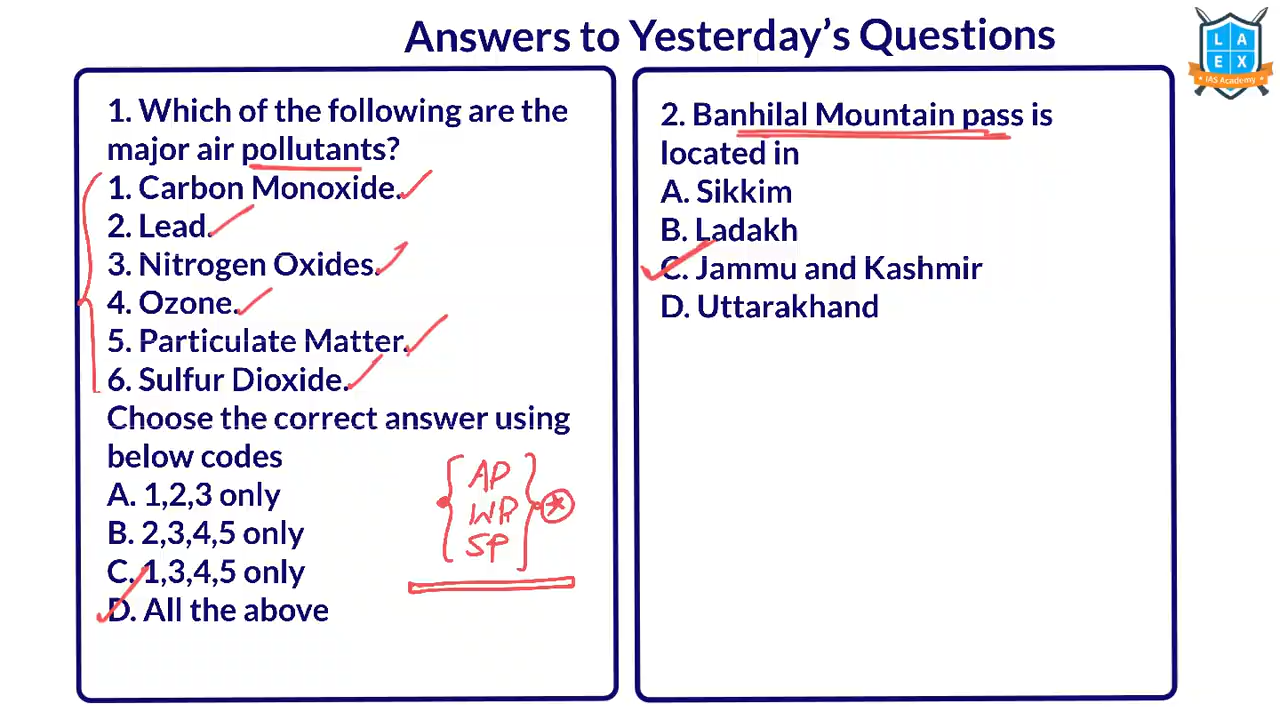 Answers to Yesterday's Questions
L A
E X
IAS Academy
1. Which of the following are the
major air pollutants?
1. Carbon Monoxide.
2. Lead.
3. Nitrogen Oxides.
4. Ozone.
5. Particulate Matter.
6. Sulfur Dioxide.
Choose the correct answer using
below codes
A. 1,2,3 only
B. 2,3,4,5 only
C. 1,3,4,5 only
D. All the above
AP
WP
SP
2. Banhilal Mountain pass is
located in
A. Sikkim
B. Ladakh
C. Jammu and Kashmir
D. Uttarakhand